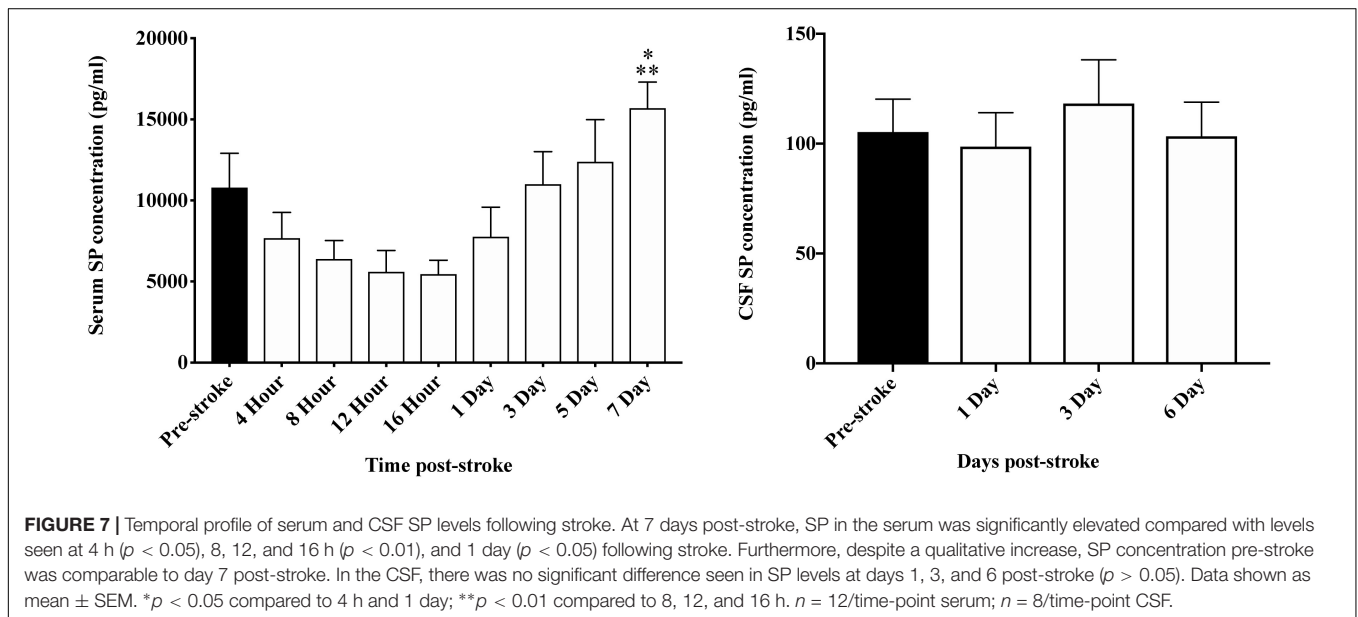 20000
15000
10000
5000
0
Serum SP concentration (pg/ml)
*
**
Pre-stroke
4 Hour
8 Hour
12 Hour
16 Hour
1 Day
3 Day
5 Day
7 Day
Time post-stroke
150
100
50
0
CSF SP concentration (pg/ml)
Pre-stroke
1 Day
3 Day
6 Day
Days post-stroke
FIGURE 7 | Temporal profile of serum and CSF SP levels following stroke. At 7 days post-stroke, SP in the serum was significantly elevated compared with levels
seen at 4 h (p < 0.05), 8, 12, and 16 h (p < 0.01), and 1 day (p < 0.05) following stroke. Furthermore, despite a qualitative increase, SP concentration pre-stroke
was comparable to day 7 post-stroke. In the CSF, there was no significant difference seen in SP levels at days 1, 3, and 6 post-stroke (p > 0.05). Data shown as
mean ± SEM. *p < 0.05 compared to 4 h and 1 day; **p < 0.01 compared to 8, 12, and 16 h. n = 12/time-point serum; n = 8/time-point CSF.